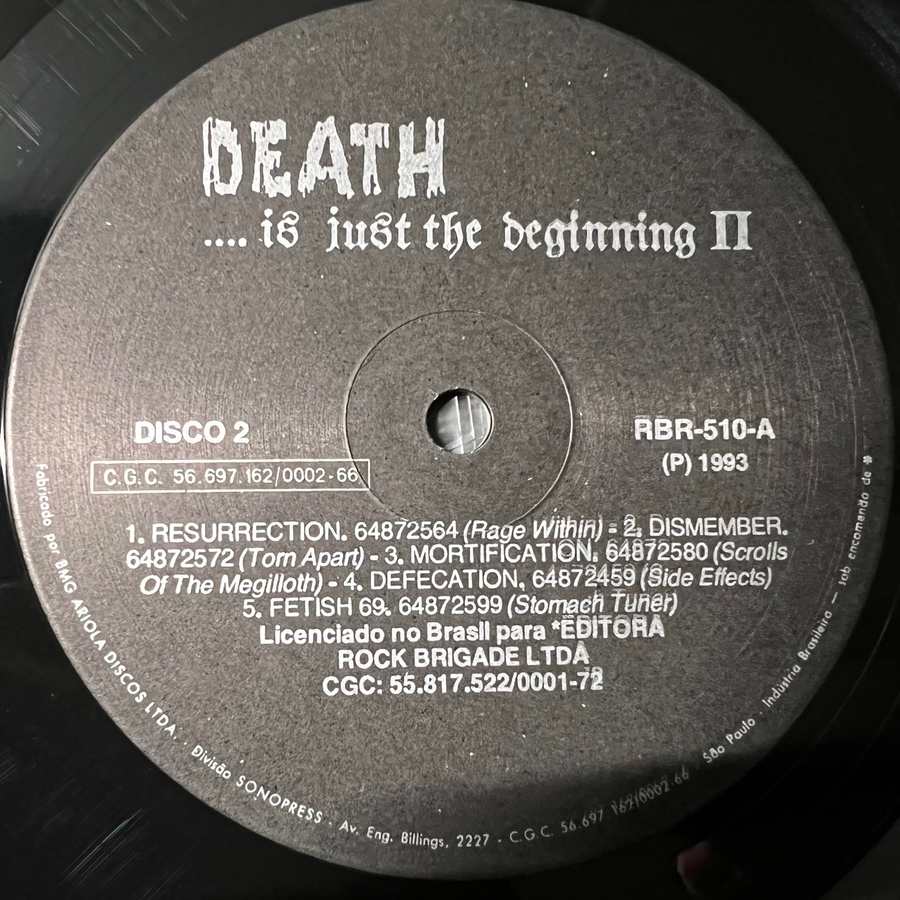 DEATH
.... is just the deginning II
DISCO 2
RBR-510-A
(P) 1993
C.G.C. 56.697.162/0002-66
1. RESURRECTION. 64872564 (Rage Within) - 2. DISMEMBER.
64872572 (Torn Apart) - 3. MORTIFICATION. 64872580 (Scrolls
Of The Megilloth) - 4. DEFECATION. 64872459 (Side Effects)
5. FETISH 69. 64872599 (Stomach Tuner)
Licenciado no Brasil para *EDITORA
ROCK BRIGADE LTDA
CGC: 55.817.522/0001-72
Fabricado por BMG ARIOLA DISCOS LTDA. · Divisão SONOPRESS · Av. Eng. Billings, 2227 · C.G.C. 56.697 162/0002.66 · São Paulo · Indústria Brasileira — sob encomenda de *